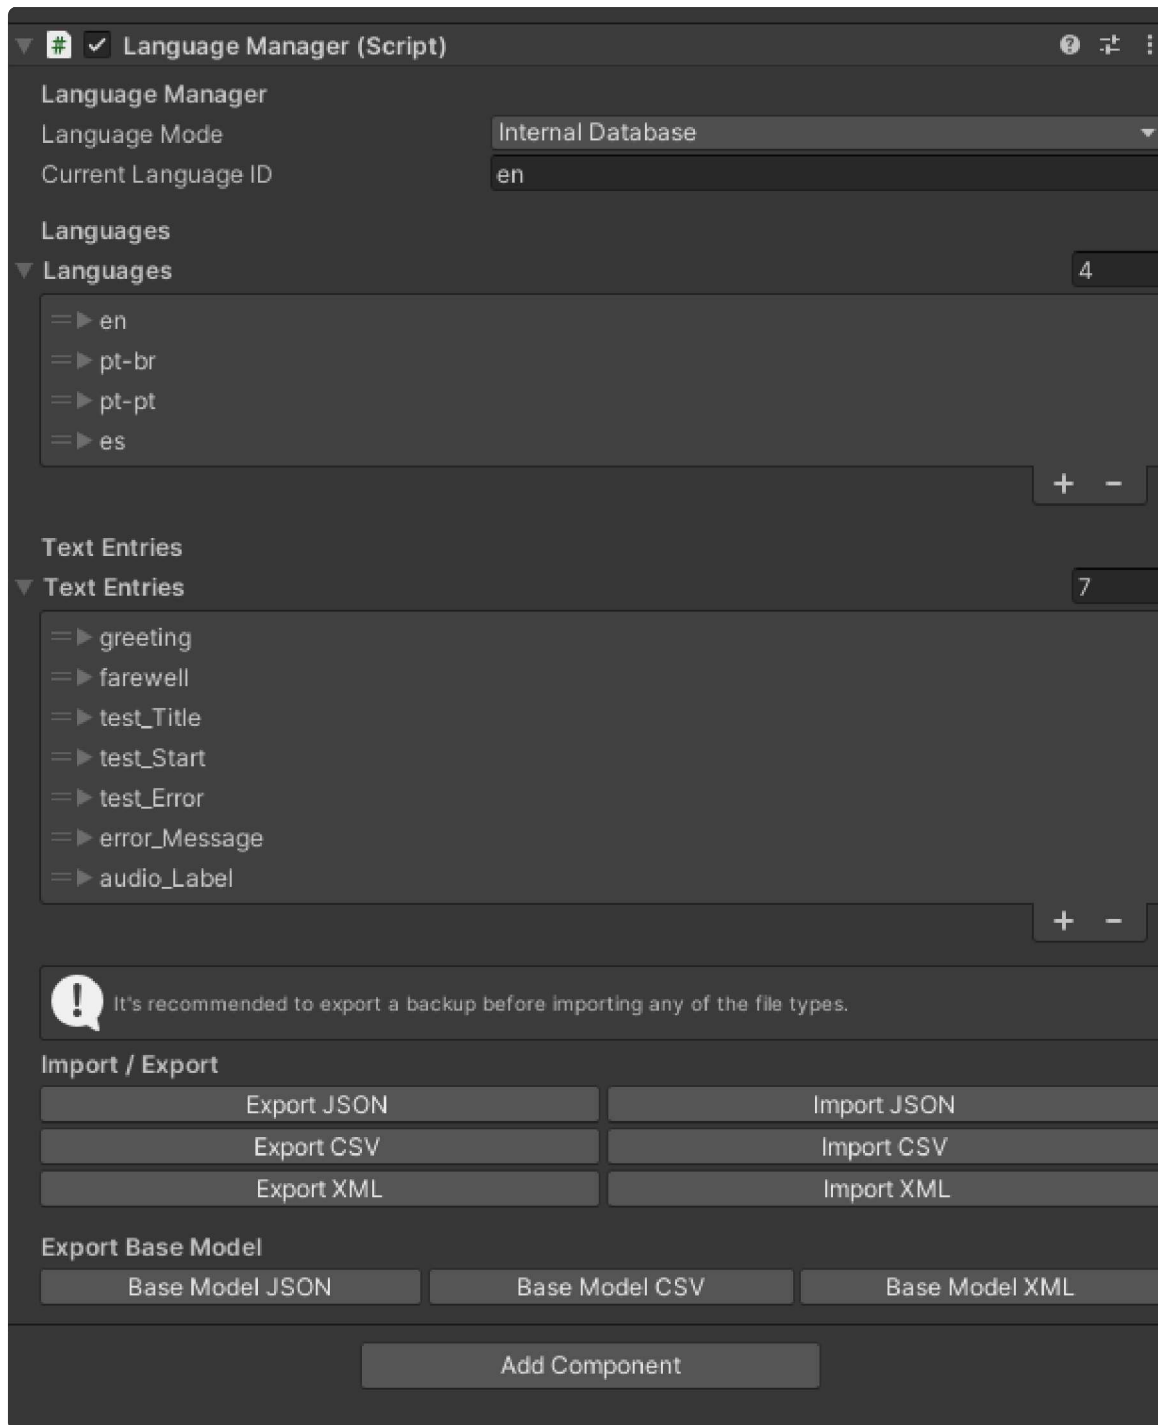 # Language Manager (Script)
Language Manager
Language Mode Internal Database
Current Language ID en
Languages
Languages 4
en
pt-br
pt-pt
es
+ −
Text Entries
Text Entries 7
greeting
farewell
test_Title
test_Start
test_Error
error_Message
audio_Label
+ −
It's recommended to export a backup before importing any of the file types.
Import / Export
Export JSON Import JSON
Export CSV Import CSV
Export XML Import XML
Export Base Model
Base Model JSON Base Model CSV Base Model XML
Add Component